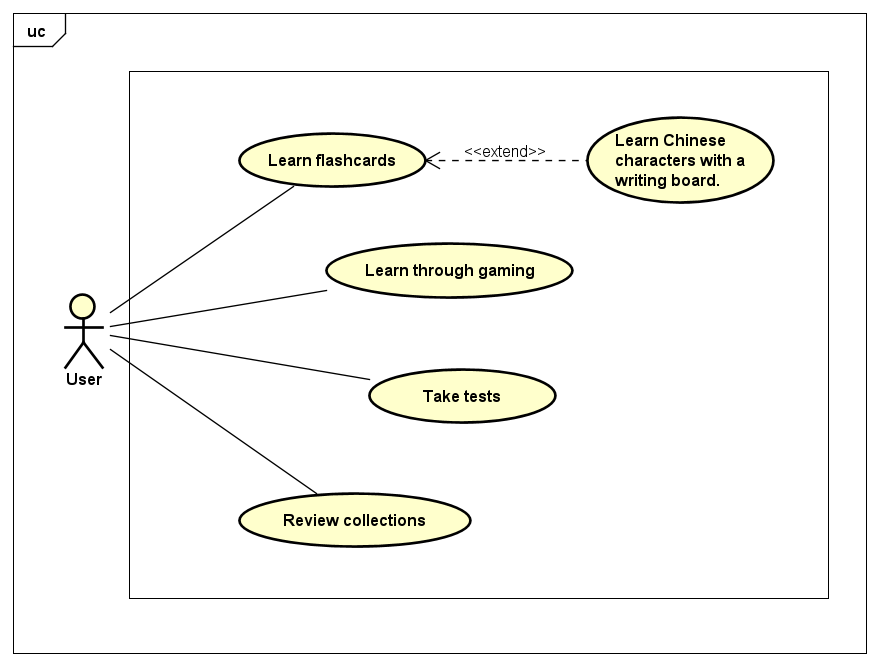 uc
Learn flashcards
<<extend>>
Learn Chinese
characters with a
writing board.
Learn through gaming
User
Take tests
Review collections